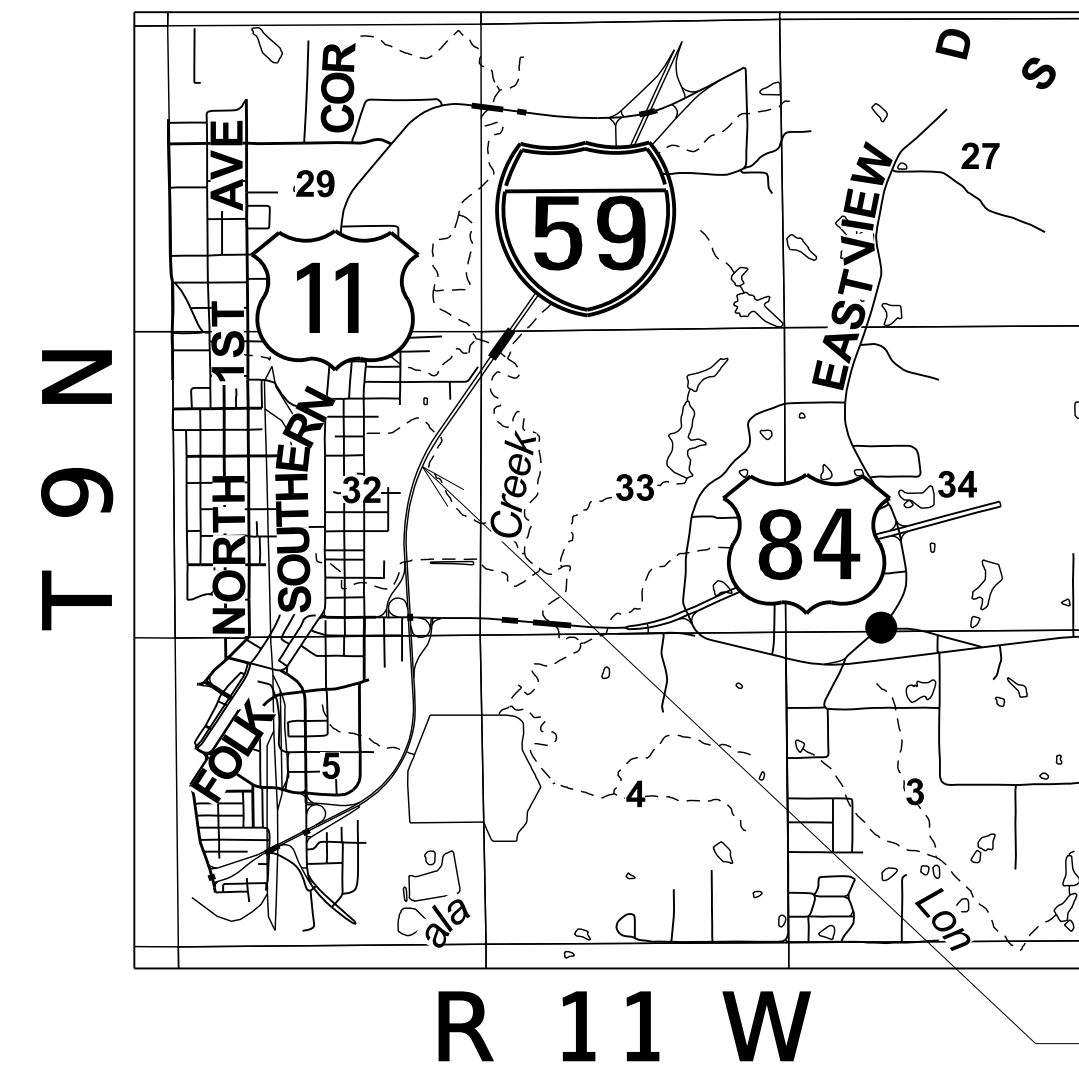 D
S
COR
AVE
27
29
59
EASTVIEW
11
1ST
T 9 N
SOUTHERN
Creek
32
33
34
NORTH
84
FOLK
5
4
3
ala
Lon
R 11 W